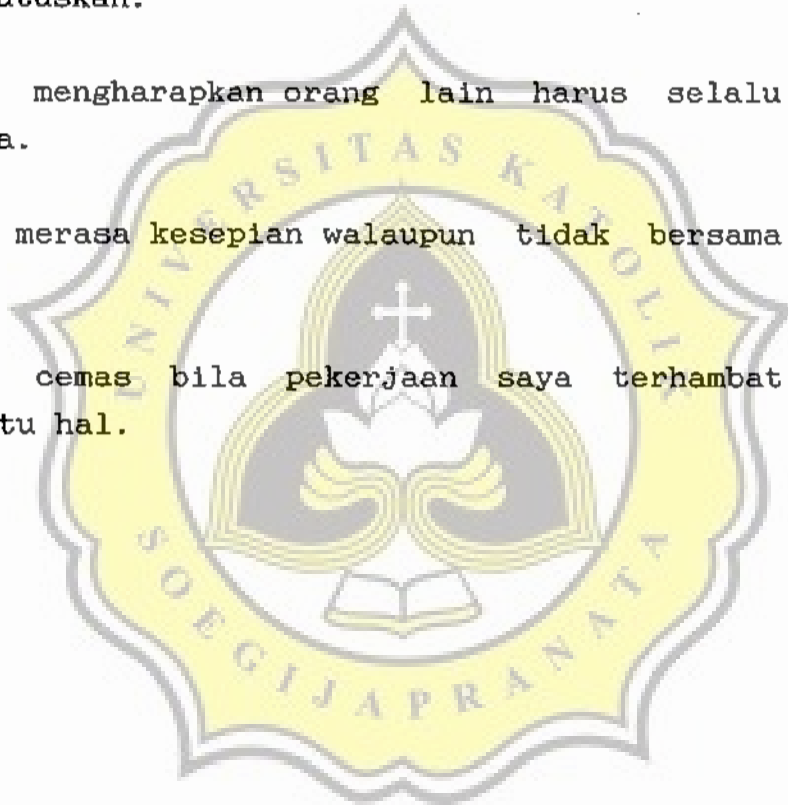 utuskan.
mengharapkan orang lain harus selalu
a.
merasa kesepian walaupun tidak bersama
cemas bila pekerjaan saya terhambat
tu hal.
UNIVERSITAS KATOLIK
SOEGIJAPRANATA